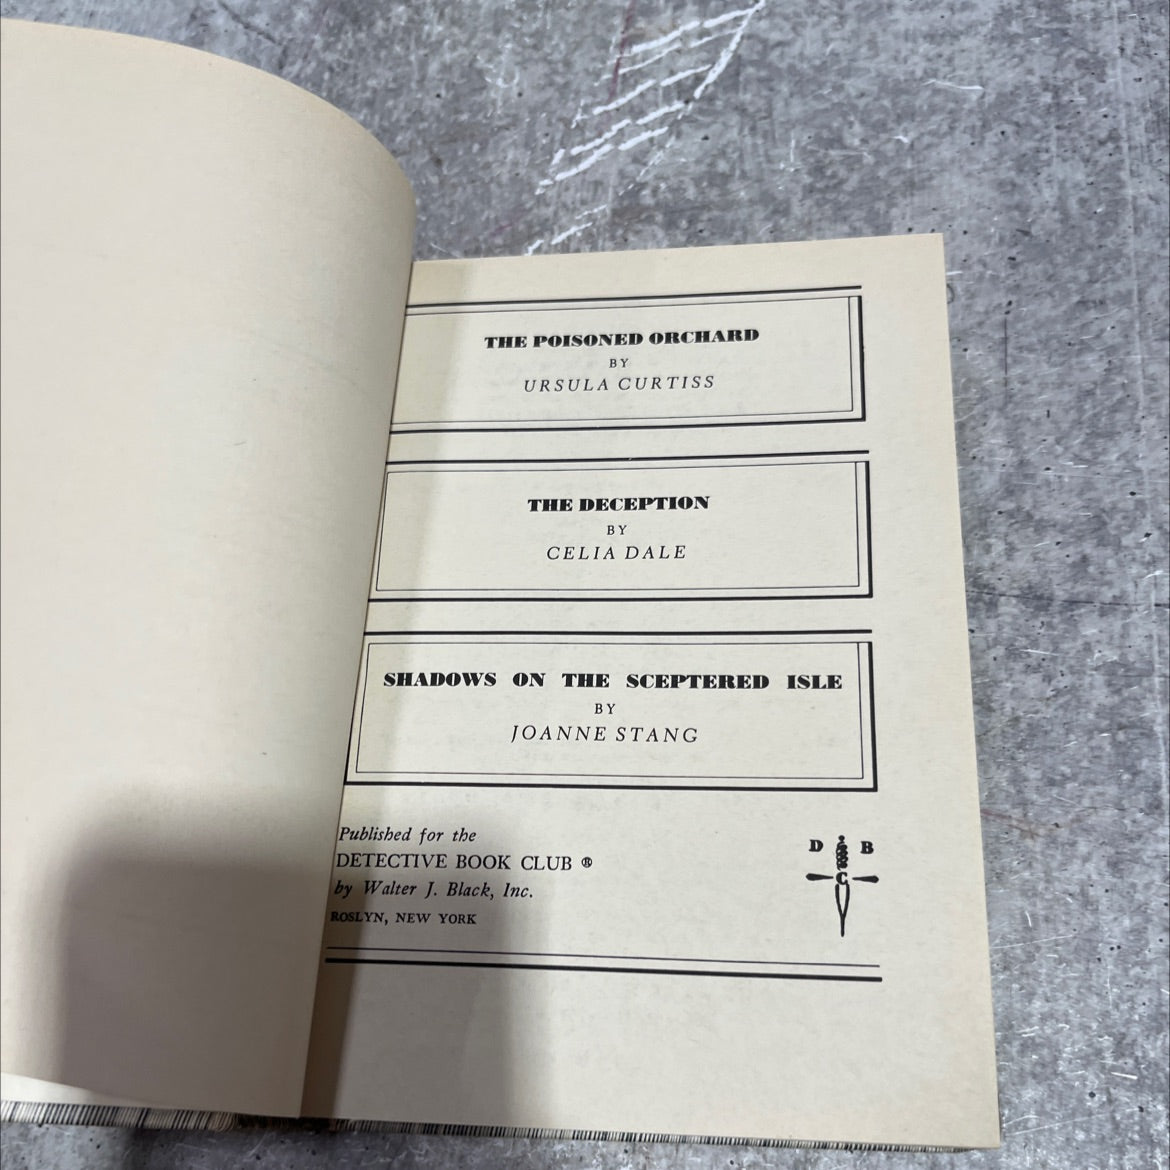 THE POISONED ORCHARD
BY
URSULA CURTISS
THE DECEPTION
BY
CELIA DALE
SHADOWS ON THE SCEPTERED ISLE
BY
JOANNE STANG
Published for the
DETECTIVE BOOK CLUB ®
by Walter J. Black, Inc.
ROSLYN, NEW YORK
D B
C